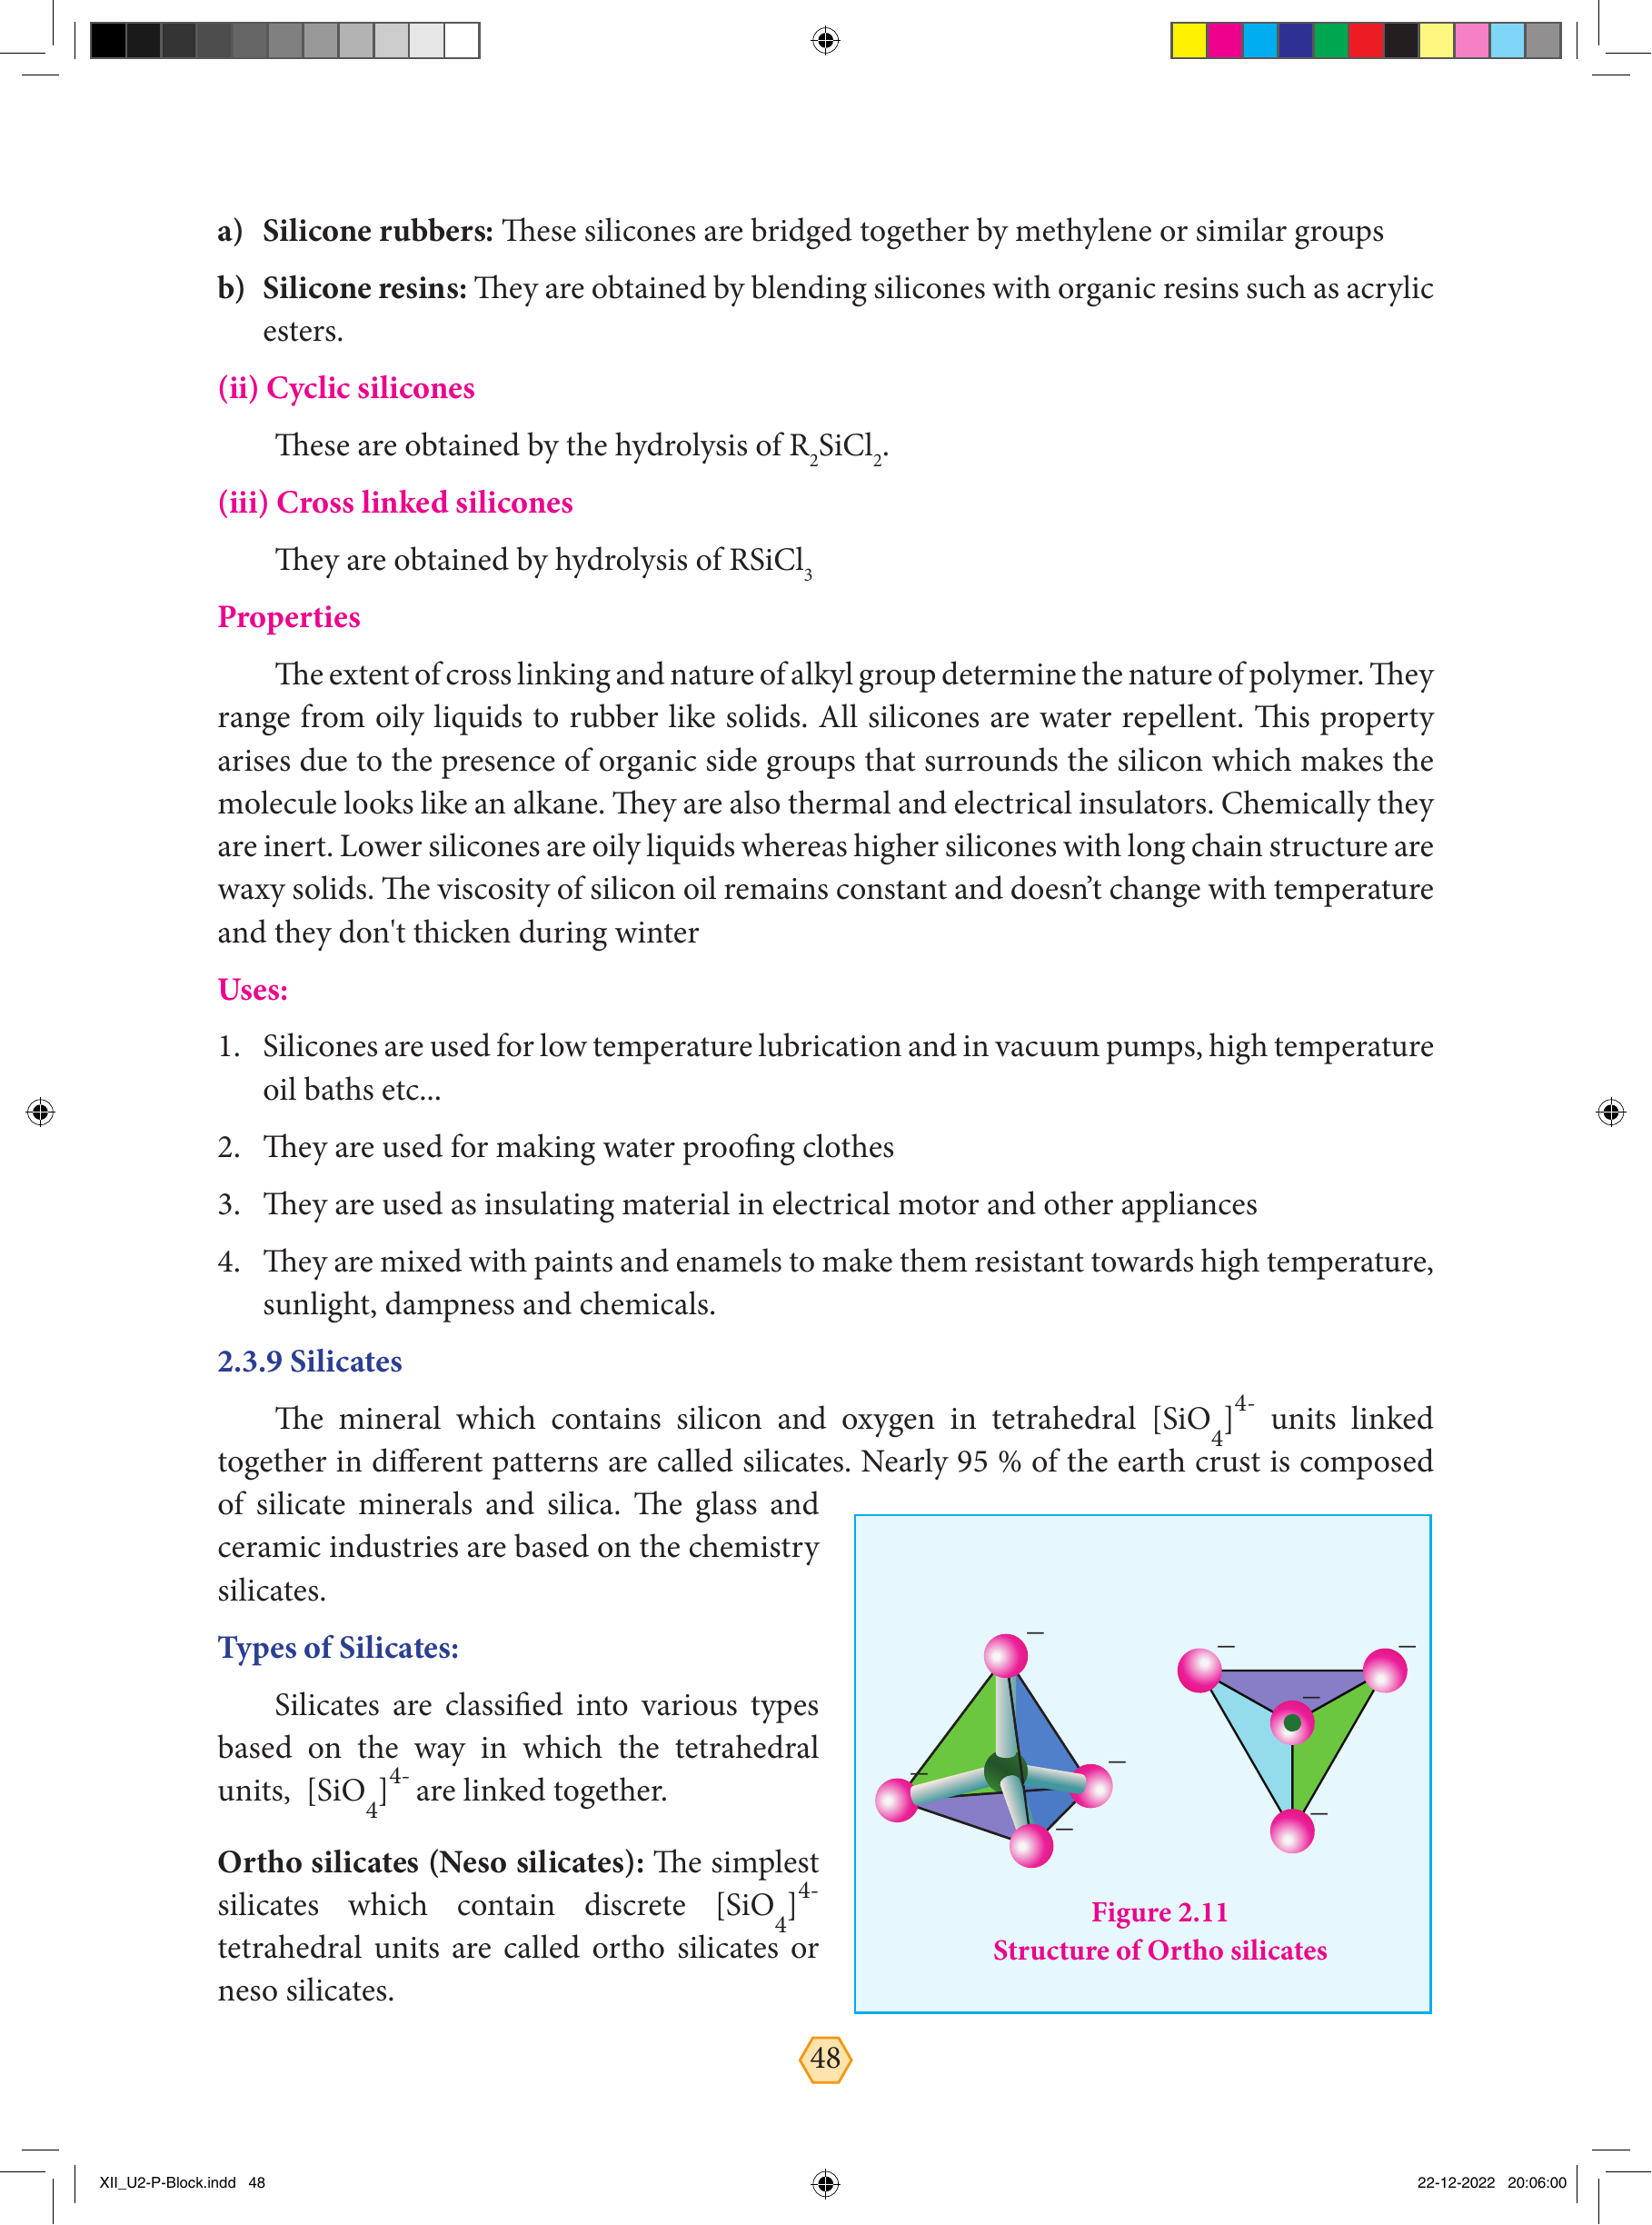 a) Silicone rubbers: These silicones are bridged together by methylene or similar groups
b) Silicone resins: They are obtained by blending silicones with organic resins such as acrylic
esters.
(ii) Cyclic silicones
These are obtained by the hydrolysis of R₂SiCl₂.
(iii) Cross linked silicones
They are obtained by hydrolysis of RSiCl₃
Properties
The extent of cross linking and nature of alkyl group determine the nature of polymer. They
range from oily liquids to rubber like solids. All silicones are water repellent. This property
arises due to the presence of organic side groups that surrounds the silicon which makes the
molecule looks like an alkane. They are also thermal and electrical insulators. Chemically they
are inert. Lower silicones are oily liquids whereas higher silicones with long chain structure are
waxy solids. The viscosity of silicon oil remains constant and doesn’t change with temperature
and they don't thicken during winter
Uses:
1. Silicones are used for low temperature lubrication and in vacuum pumps, high temperature
oil baths etc...
2. They are used for making water proofing clothes
3. They are used as insulating material in electrical motor and other appliances
4. They are mixed with paints and enamels to make them resistant towards high temperature,
sunlight, dampness and chemicals.
2.3.9 Silicates
The mineral which contains silicon and oxygen in tetrahedral [SiO₄]⁴⁻ units linked
together in different patterns are called silicates. Nearly 95 % of the earth crust is composed
of silicate minerals and silica. The glass and
ceramic industries are based on the chemistry
silicates.
Types of Silicates:
Silicates are classified into various types
based on the way in which the tetrahedral
units, [SiO₄]⁴⁻ are linked together.
Ortho silicates (Neso silicates): The simplest
silicates which contain discrete [SiO₄]⁴⁻
tetrahedral units are called ortho silicates or
neso silicates.
Figure 2.11
Structure of Ortho silicates
48
XII_U2-P-Block.indd 48
22-12-2022 20:06:00